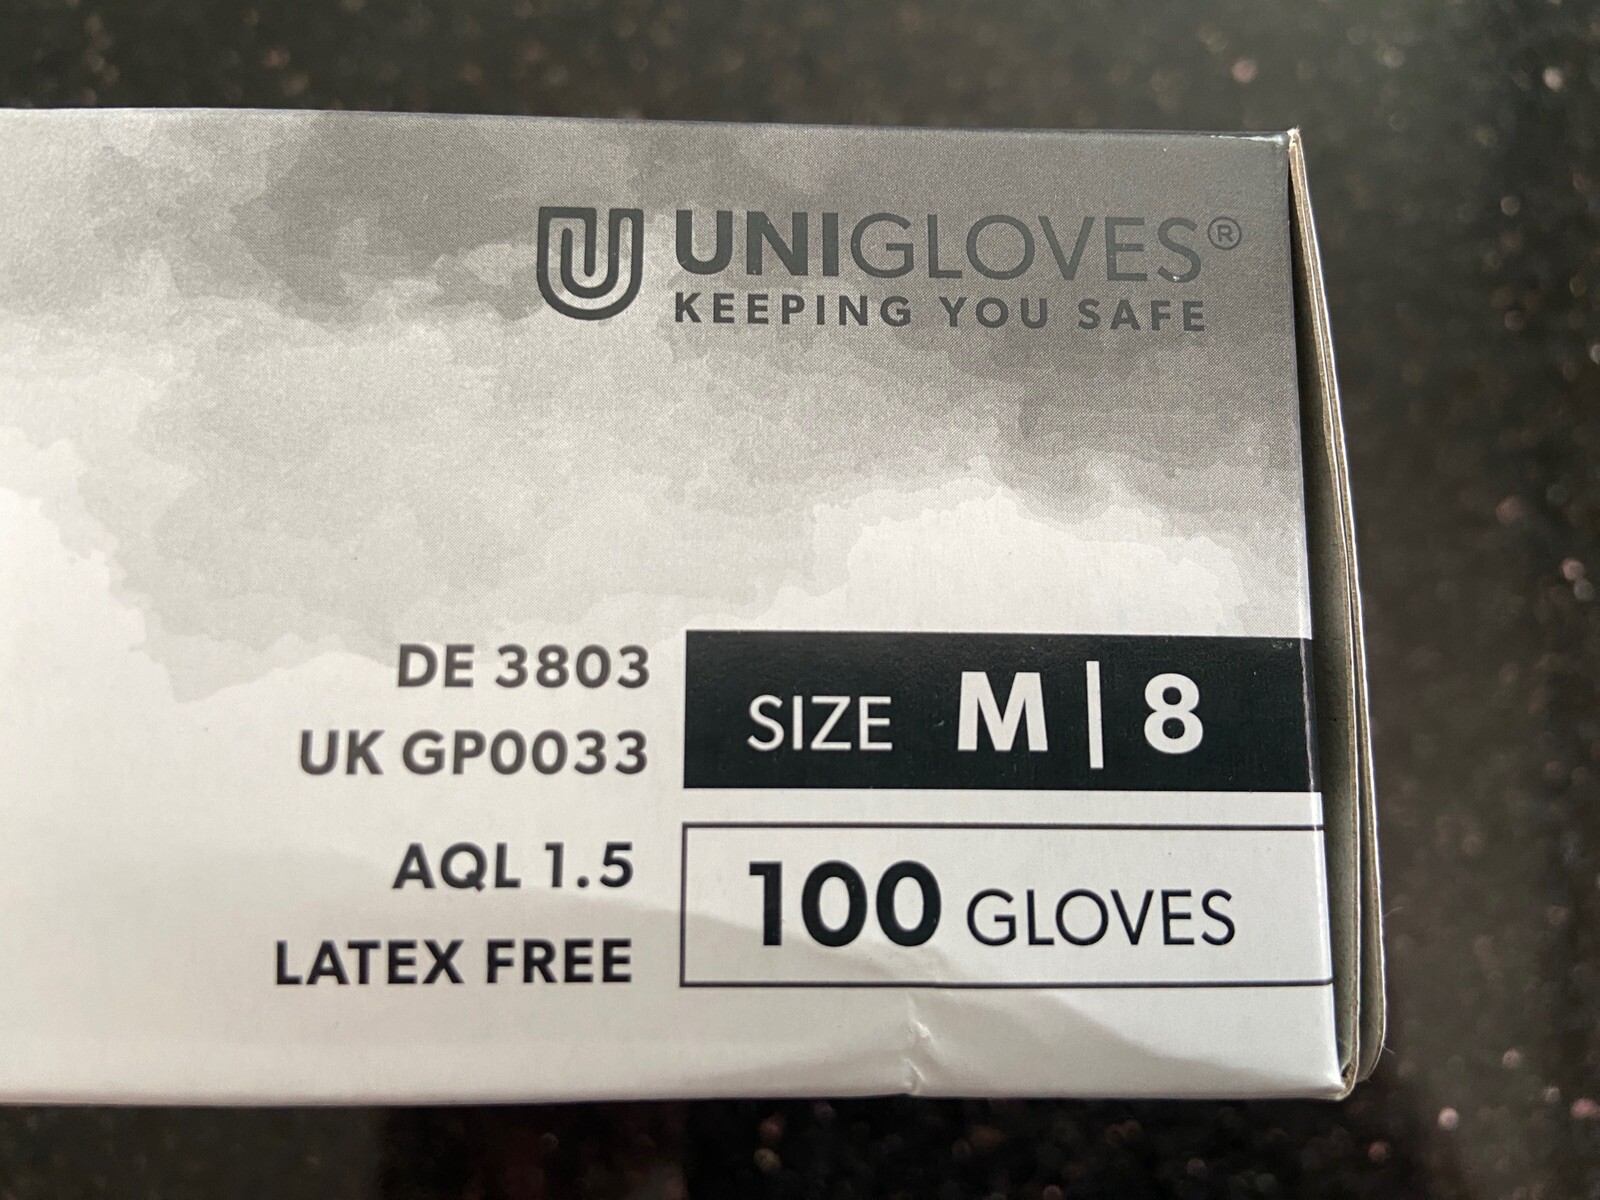 UNIGLOVES®
KEEPING YOU SAFE
DE 3803
UK GP0033
SIZE M | 8
AQL 1.5
LATEX FREE
100 GLOVES